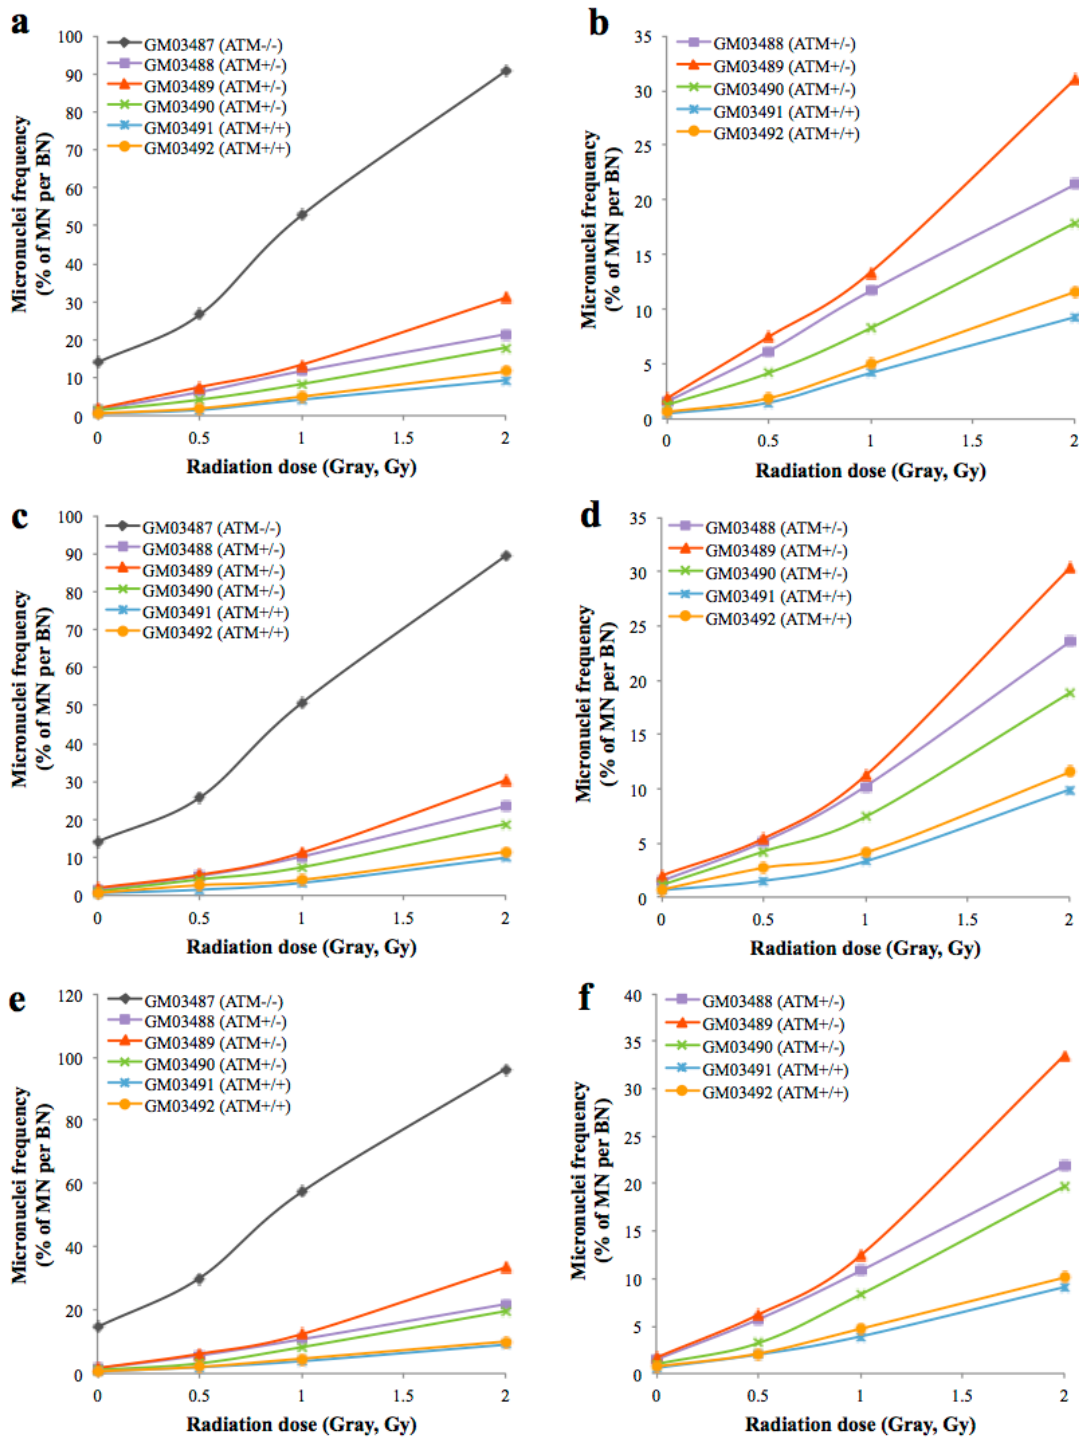 a
Micronuclei frequency
(% of MN per BN)
100
90
80
70
60
50
40
30
20
10
0
GM03487 (ATM-/-)
GM03488 (ATM+/-)
GM03489 (ATM+/-)
GM03490 (ATM+/-)
GM03491 (ATM+/+)
GM03492 (ATM+/+)
0 0.5 1 1.5 2
Radiation dose (Gray, Gy)
b
Micronuclei frequency
(% of MN per BN)
35
30
25
20
15
10
5
0
GM03488 (ATM+/-)
GM03489 (ATM+/-)
GM03490 (ATM+/-)
GM03491 (ATM+/+)
GM03492 (ATM+/+)
0 0.5 1 1.5 2
Radiation dose (Gray, Gy)
c
Micronuclei frequency
(% of MN per BN)
100
90
80
70
60
50
40
30
20
10
0
GM03487 (ATM-/-)
GM03488 (ATM+/-)
GM03489 (ATM+/-)
GM03490 (ATM+/-)
GM03491 (ATM+/+)
GM03492 (ATM+/+)
0 0.5 1 1.5 2
Radiation dose (Gray, Gy)
d
Micronuclei frequency
(% of MN per BN)
35
30
25
20
15
10
5
0
GM03488 (ATM+/-)
GM03489 (ATM+/-)
GM03490 (ATM+/-)
GM03491 (ATM+/+)
GM03492 (ATM+/+)
0 0.5 1 1.5 2
Radiation dose (Gray, Gy)
e
Micronuclei frequency
(% of MN per BN)
120
100
80
60
40
20
0
GM03487 (ATM-/-)
GM03488 (ATM+/-)
GM03489 (ATM+/-)
GM03490 (ATM+/-)
GM03491 (ATM+/+)
GM03492 (ATM+/+)
0 0.5 1 1.5 2
Radiation dose (Gray, Gy)
f
Micronuclei frequency
(% of MN per BN)
40
35
30
25
20
15
10
5
0
GM03488 (ATM+/-)
GM03489 (ATM+/-)
GM03490 (ATM+/-)
GM03491 (ATM+/+)
GM03492 (ATM+/+)
0 0.5 1 1.5 2
Radiation dose (Gray, Gy)